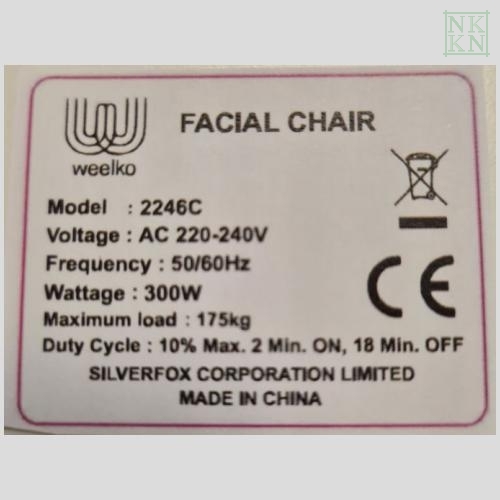 NK
KN
weelko
FACIAL CHAIR
Model : 2246C
Voltage : AC 220-240V
Frequency : 50/60Hz
Wattage : 300W
Maximum load : 175kg
Duty Cycle : 10% Max. 2 Min. ON, 18 Min. OFF
SILVERFOX CORPORATION LIMITED
MADE IN CHINA
CE